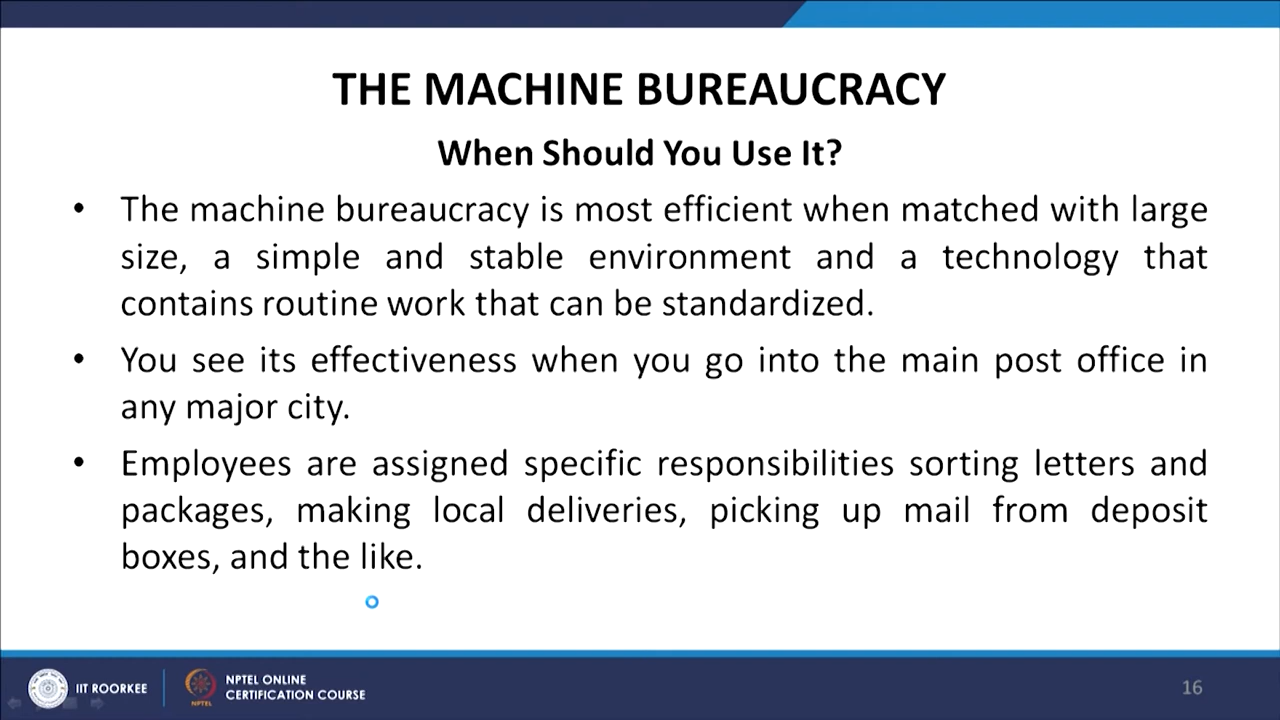 THE MACHINE BUREAUCRACY
When Should You Use It?
• The machine bureaucracy is most efficient when matched with large
size, a simple and stable environment and a technology that
contains routine work that can be standardized.
• You see its effectiveness when you go into the main post office in
any major city.
• Employees are assigned specific responsibilities sorting letters and
packages, making local deliveries, picking up mail from deposit
boxes, and the like.
IIT ROORKEE
NPTEL
NPTEL ONLINE
CERTIFICATION COURSE
16